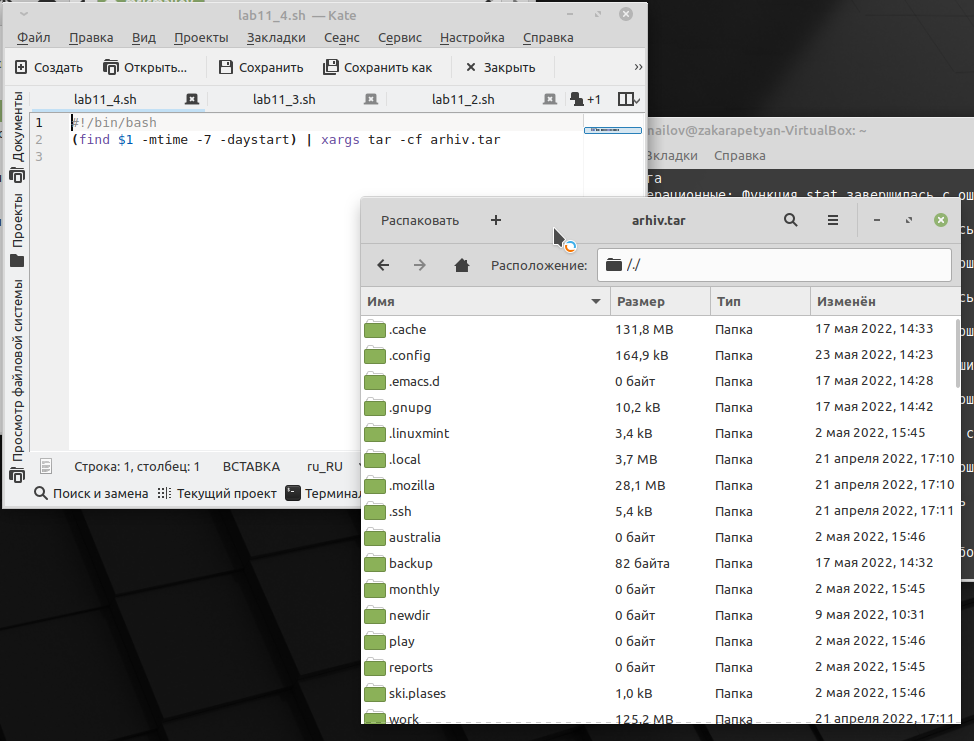 lab11_4.sh — Kate
Файл Правка Вид Проекты Закладки Сеанс Сервис Настройка Справка
Создать Открыть... Сохранить Сохранить как Закрыть »
lab11_4.sh lab11_3.sh lab11_2.sh +1
Документы
Проекты
Просмотр файловой системы
1 #!/bin/bash
2 (find $1 -mtime -7 -daystart) | xargs tar -cf arhiv.tar
3
Строка: 1, столбец: 1 ВСТАВКА ru_RU
Поиск и замена Текущий проект Терминал
mailov@zakarapetyan-VirtualBox: ~
Справка
Функция stat завершилась с ош
Распаковать + arhiv.tar
Расположение: /./
Имя Размер Тип Изменён
.cache 131,8 MB Папка 17 мая 2022, 14:33
.config 164,9 kB Папка 23 мая 2022, 14:23
.emacs.d 0 байт Папка 17 мая 2022, 14:28
.gnupg 10,2 kB Папка 17 мая 2022, 14:42
.linuxmint 3,4 kB Папка 2 мая 2022, 15:45
.local 3,7 MB Папка 21 апреля 2022, 17:10
.mozilla 28,1 MB Папка 21 апреля 2022, 17:10
.ssh 5,4 kB Папка 21 апреля 2022, 17:11
australia 0 байт Папка 2 мая 2022, 15:46
backup 82 байта Папка 17 мая 2022, 14:32
monthly 0 байт Папка 2 мая 2022, 15:45
newdir 0 байт Папка 9 мая 2022, 10:31
play 0 байт Папка 2 мая 2022, 15:46
reports 0 байт Папка 2 мая 2022, 15:45
ski.plases 1,0 kB Папка 2 мая 2022, 15:46
work 125,2 MB Папка 21 апреля 2022, 17:11